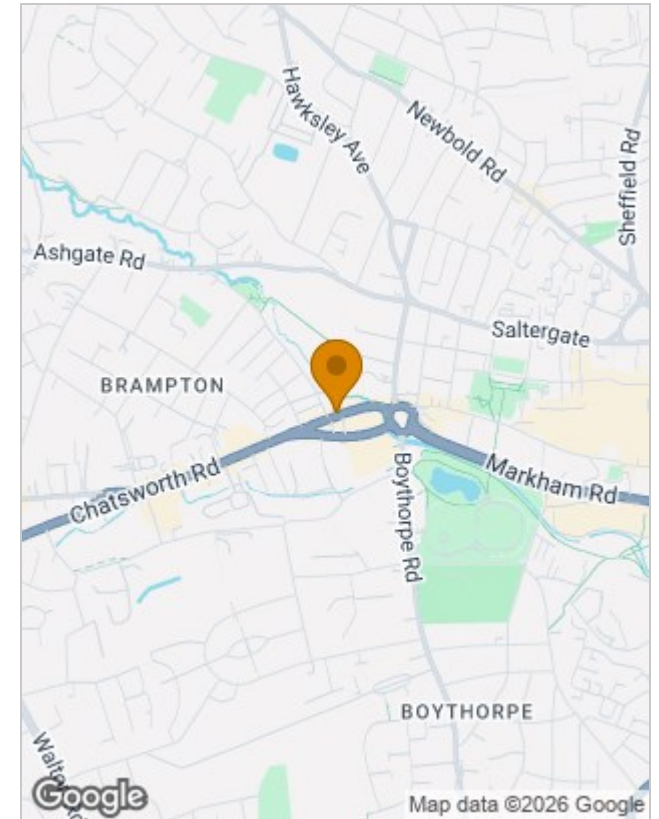 Hawksley Ave
Newbold Rd
Sheffield Rd
Ashgate Rd
Saltergate
BRAMPTON
Chatsworth Rd
Boythorpe Rd
Markham Rd
BOYTHORPE
Google
Map data ©2026 Google